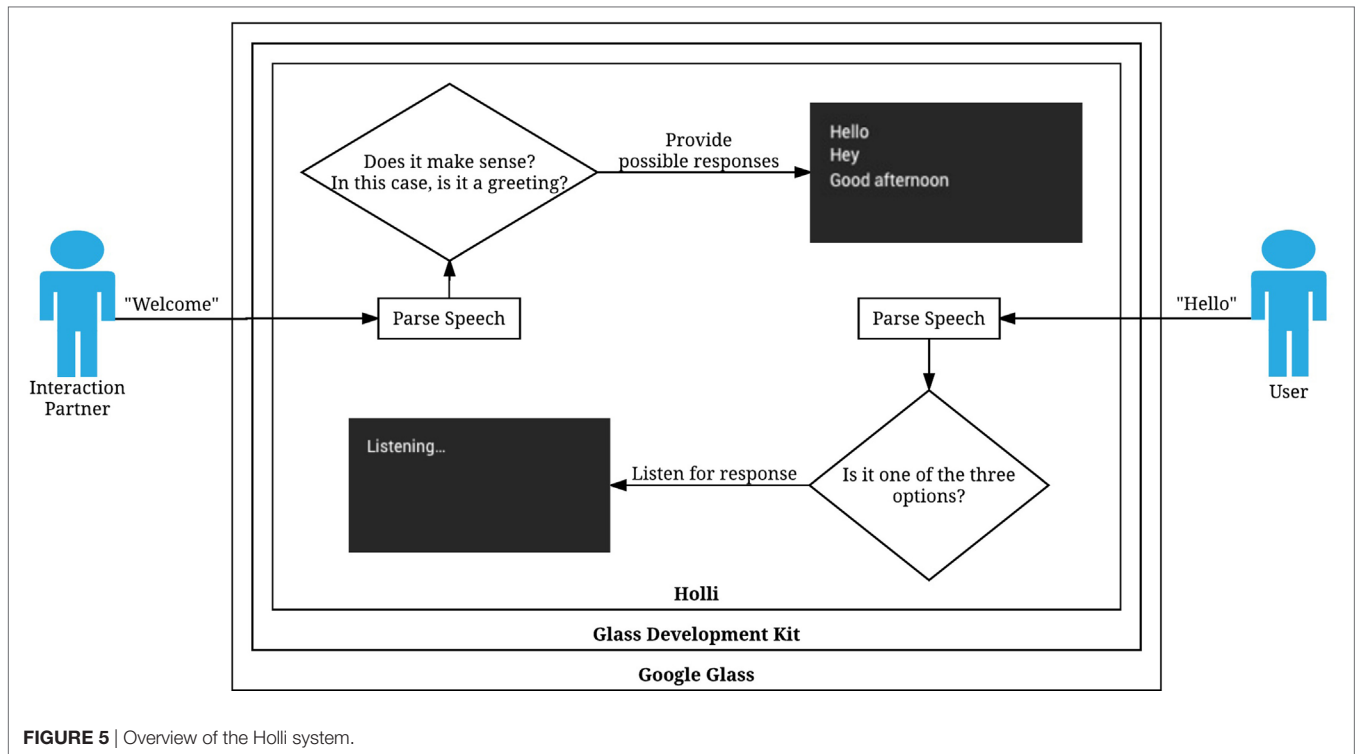 Does it make sense?
In this case, is it a greeting?
Provide
possible responses
Hello
Hey
Good afternoon
"Welcome"
Parse Speech
Parse Speech
"Hello"
Interaction
Partner
User
Listening...
Listen for response
Is it one of the three
options?
Holli
Glass Development Kit
Google Glass
FIGURE 5 | Overview of the Holli system.